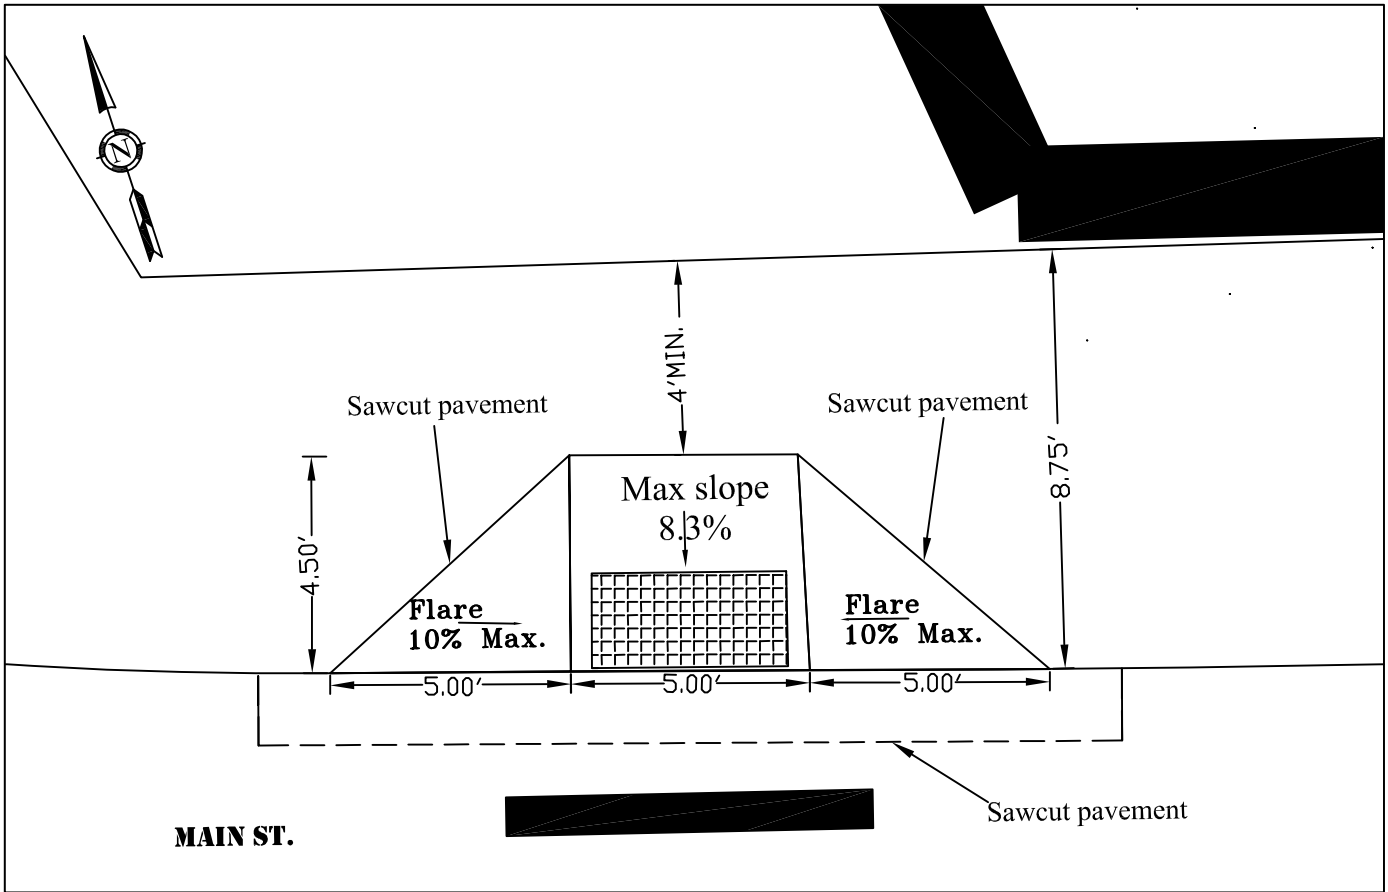 N
4'MIN.
Sawcut pavement
Sawcut pavement
8.75'
Max slope
8.3%
4.50'
Flare
10% Max.
Flare
10% Max.
5.00'
5.00'
5.00'
Sawcut pavement
MAIN ST.